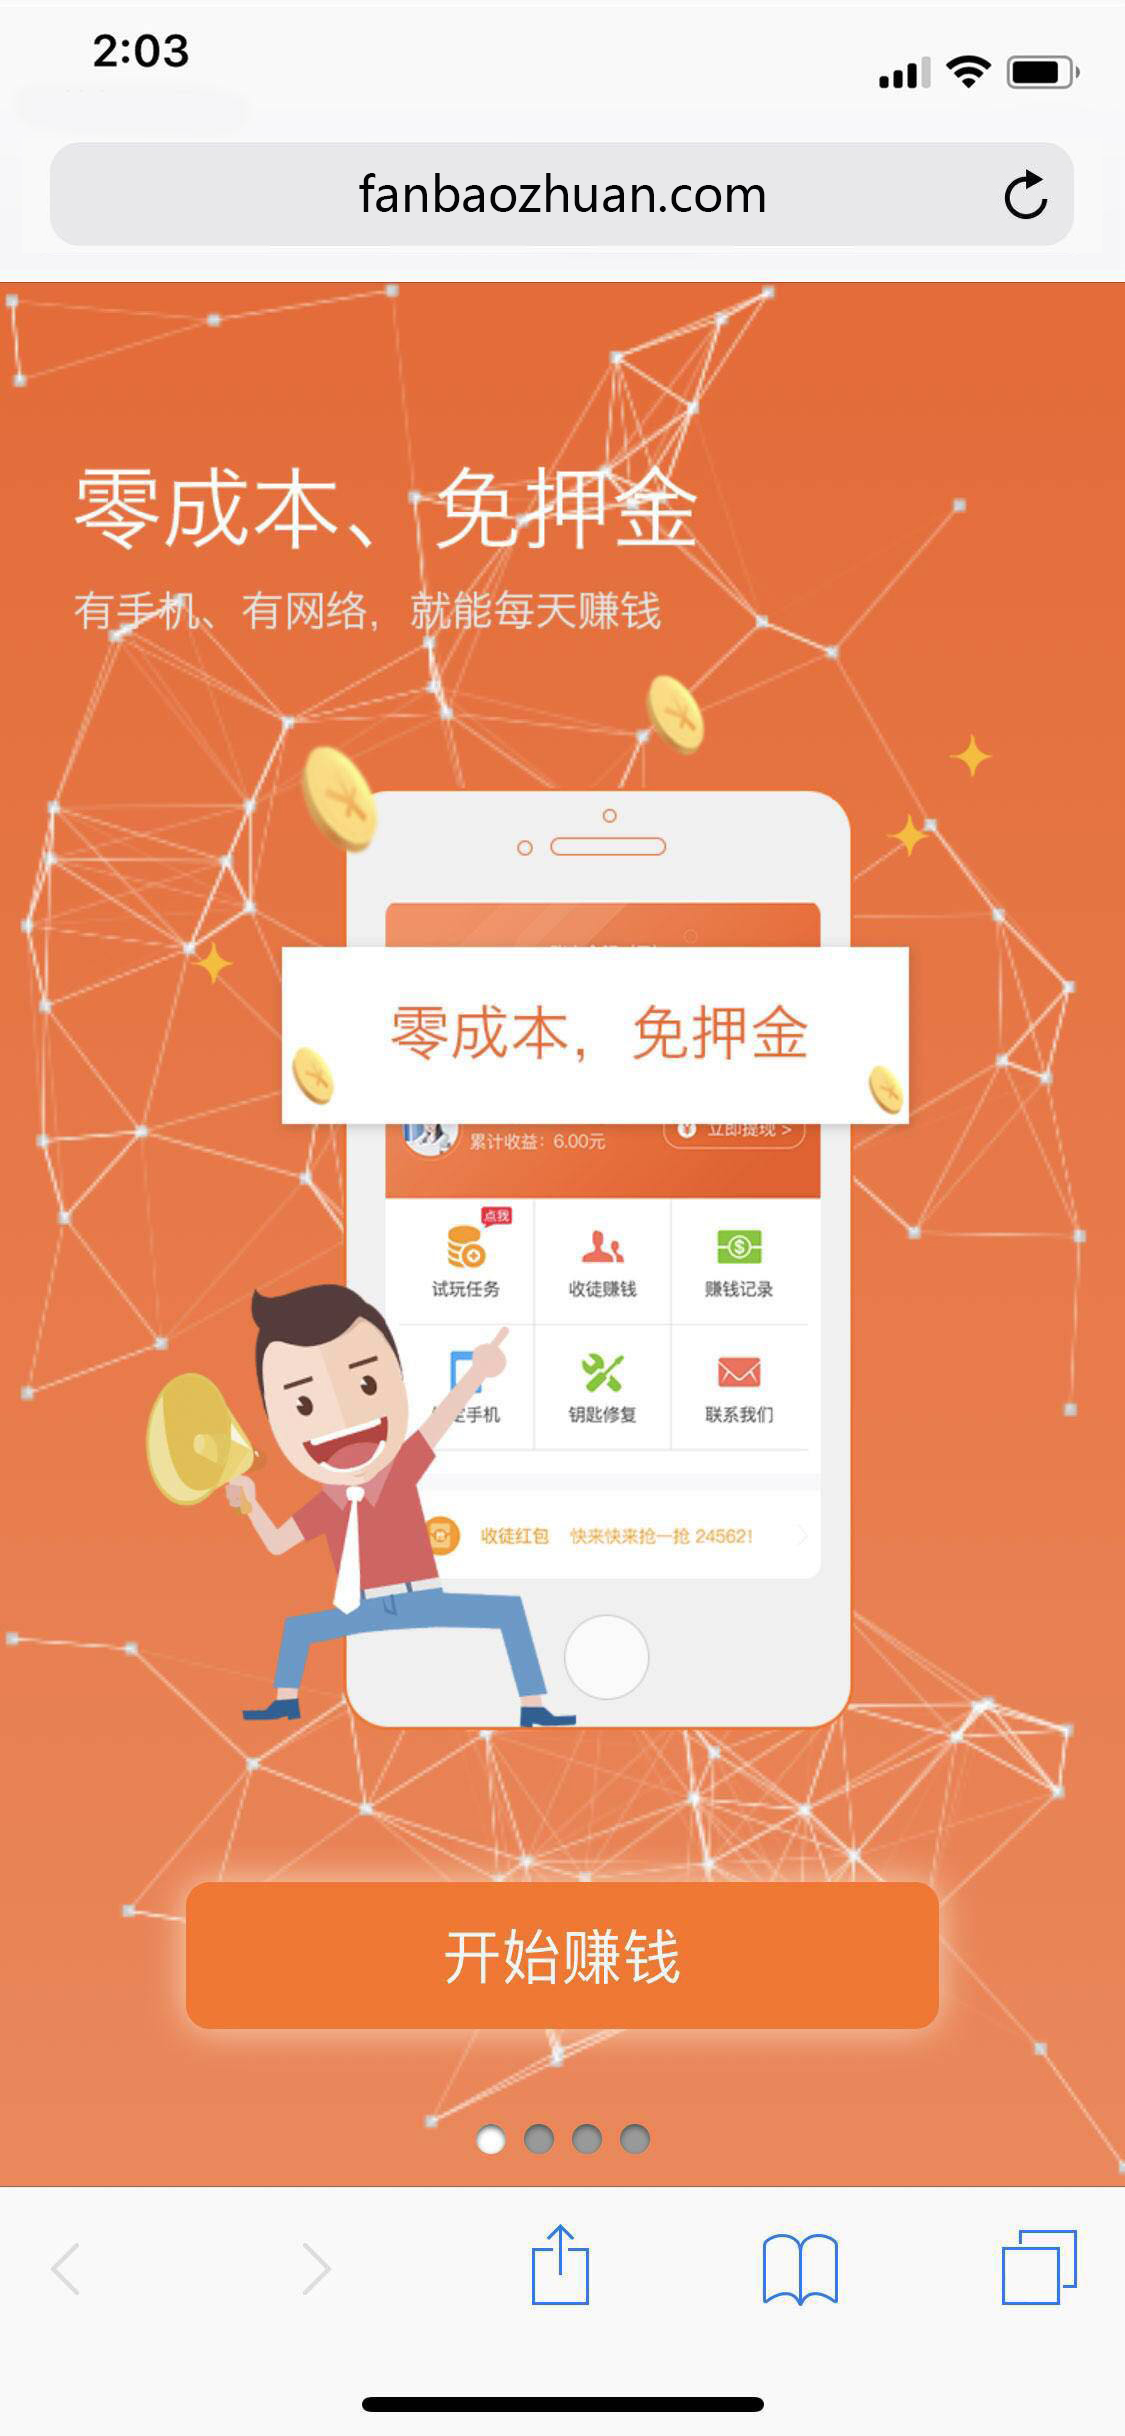 2:03
fanbaozhuan.com
零成本、免押金
有手机、有网络，就能每天赚钱
零成本，免押金
累计收益：6.00元
立即提现 >
点我
试玩任务
收徒赚钱
赚钱记录
手机
钥匙修复
联系我们
收徒红包 快来快来抢一抢 24562!
开始赚钱